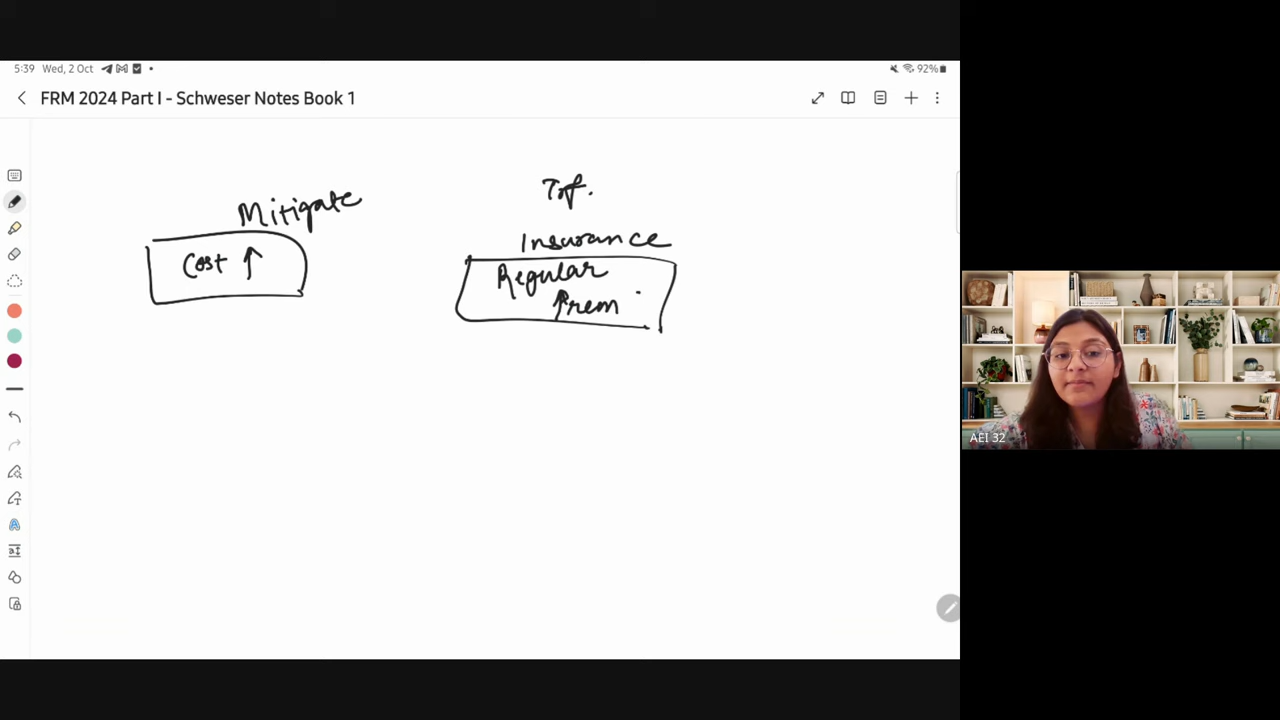 5:39 Wed, 2 Oct
92%
FRM 2024 Part I - Schweser Notes Book 1
Mitigate
Cost ↑
Trf.
Insurance
Regular
Prem
AEI 32